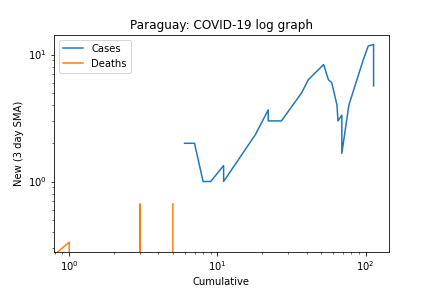 Paraguay: COVID-19 log graph
Cases
Deaths
New (3 day SMA)
10¹
10⁰
10⁰
10¹
10²
Cumulative